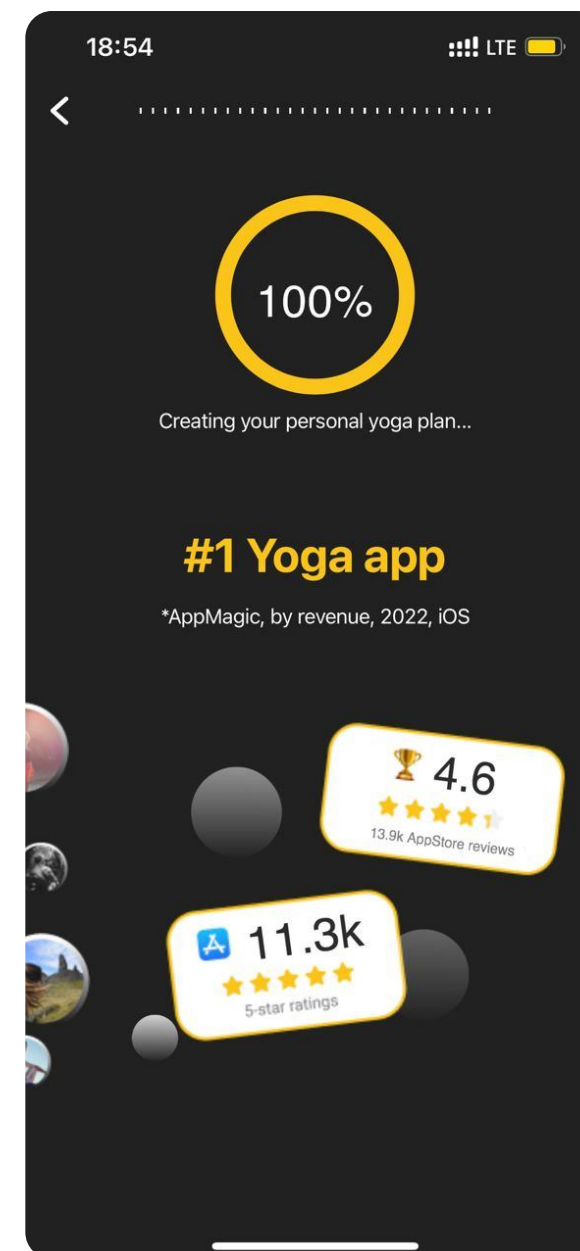 18:54 LTE
100%
Creating your personal yoga plan...
#1 Yoga app
*AppMagic, by revenue, 2022, iOS
4.6
13.9k AppStore reviews
11.3k
5-star ratings